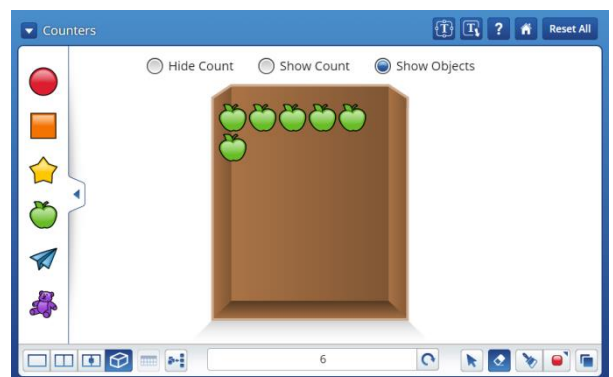 Counters
T
T
?
Reset All
Hide Count
Show Count
Show Objects
6